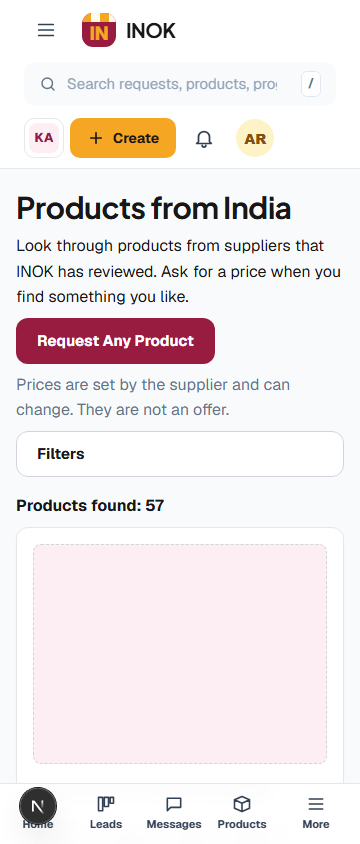 IN INOK
Search requests, products, pro
/
KA
+ Create
AR
Products from India
Look through products from suppliers that
INOK has reviewed. Ask for a price when you
find something you like.
Request Any Product
Prices are set by the supplier and can
change. They are not an offer.
Filters
Products found: 57
N
Home
Leads
Messages
Products
More